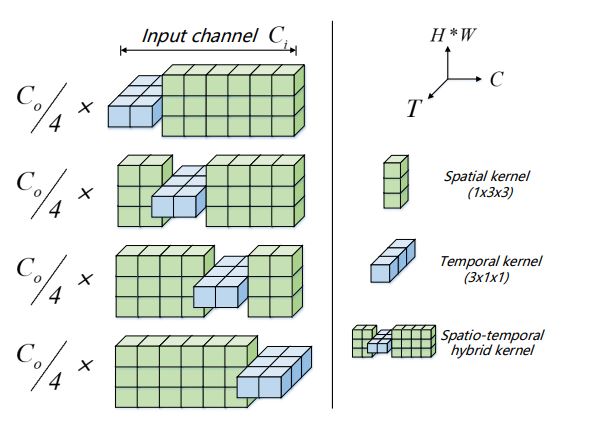 Input channel C_i
C_o/4 ×
C_o/4 ×
C_o/4 ×
C_o/4 ×
H*W
C
T
Spatial kernel
(1x3x3)
Temporal kernel
(3x1x1)
Spatio-temporal
hybrid kernel